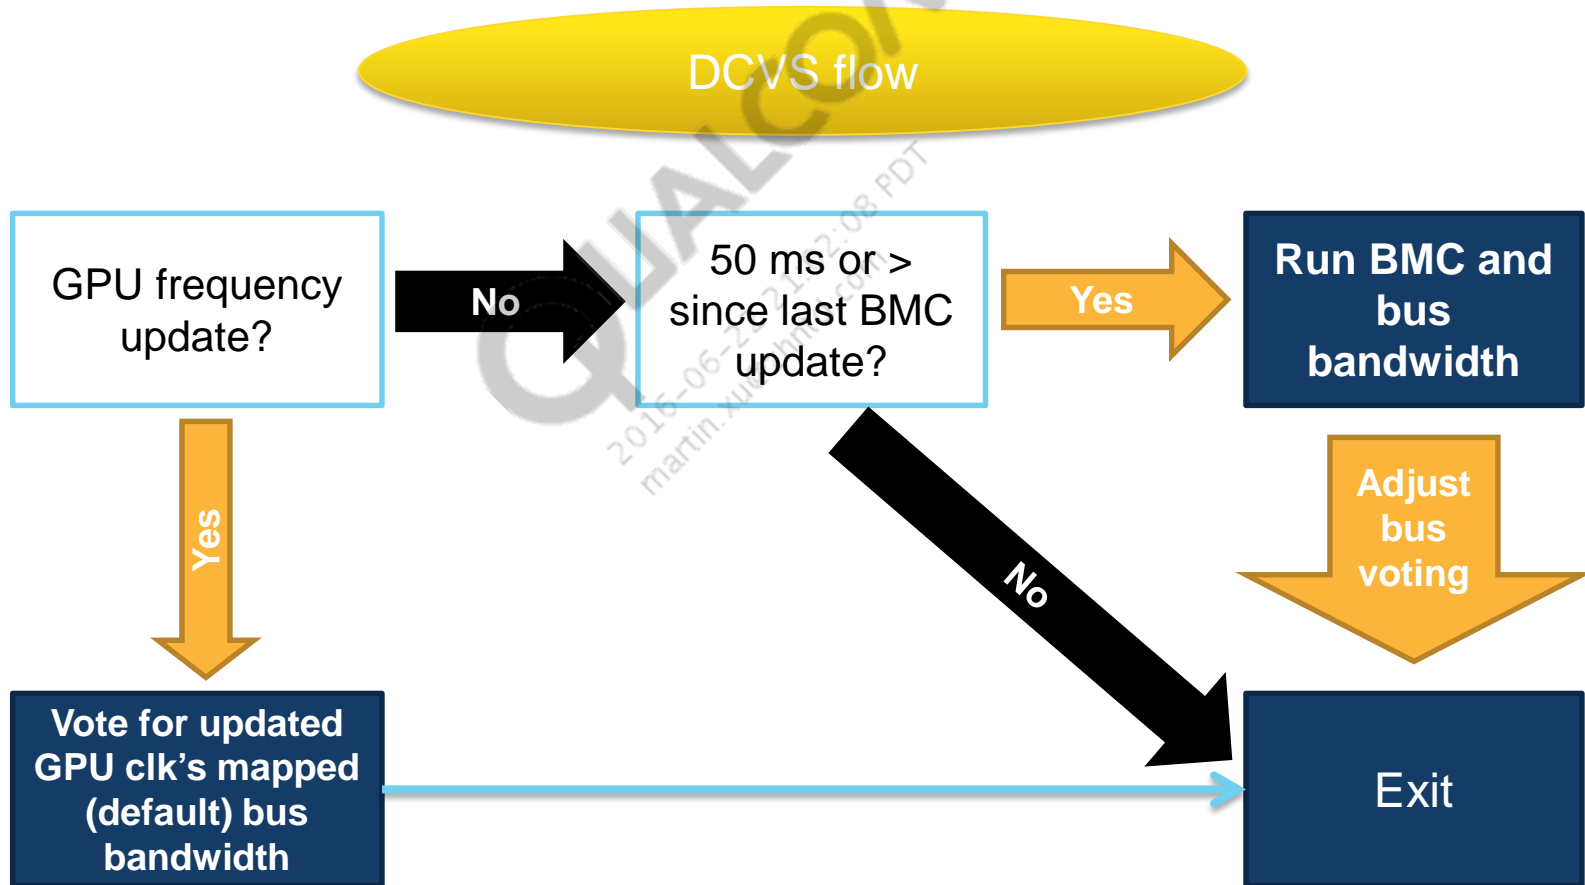 DCVS flow
GPU frequency
update?
No
50 ms or >
since last BMC
update?
Yes
Run BMC and
bus
bandwidth
Yes
No
Adjust
bus
voting
Vote for updated
GPU clk’s mapped
(default) bus
bandwidth
Exit